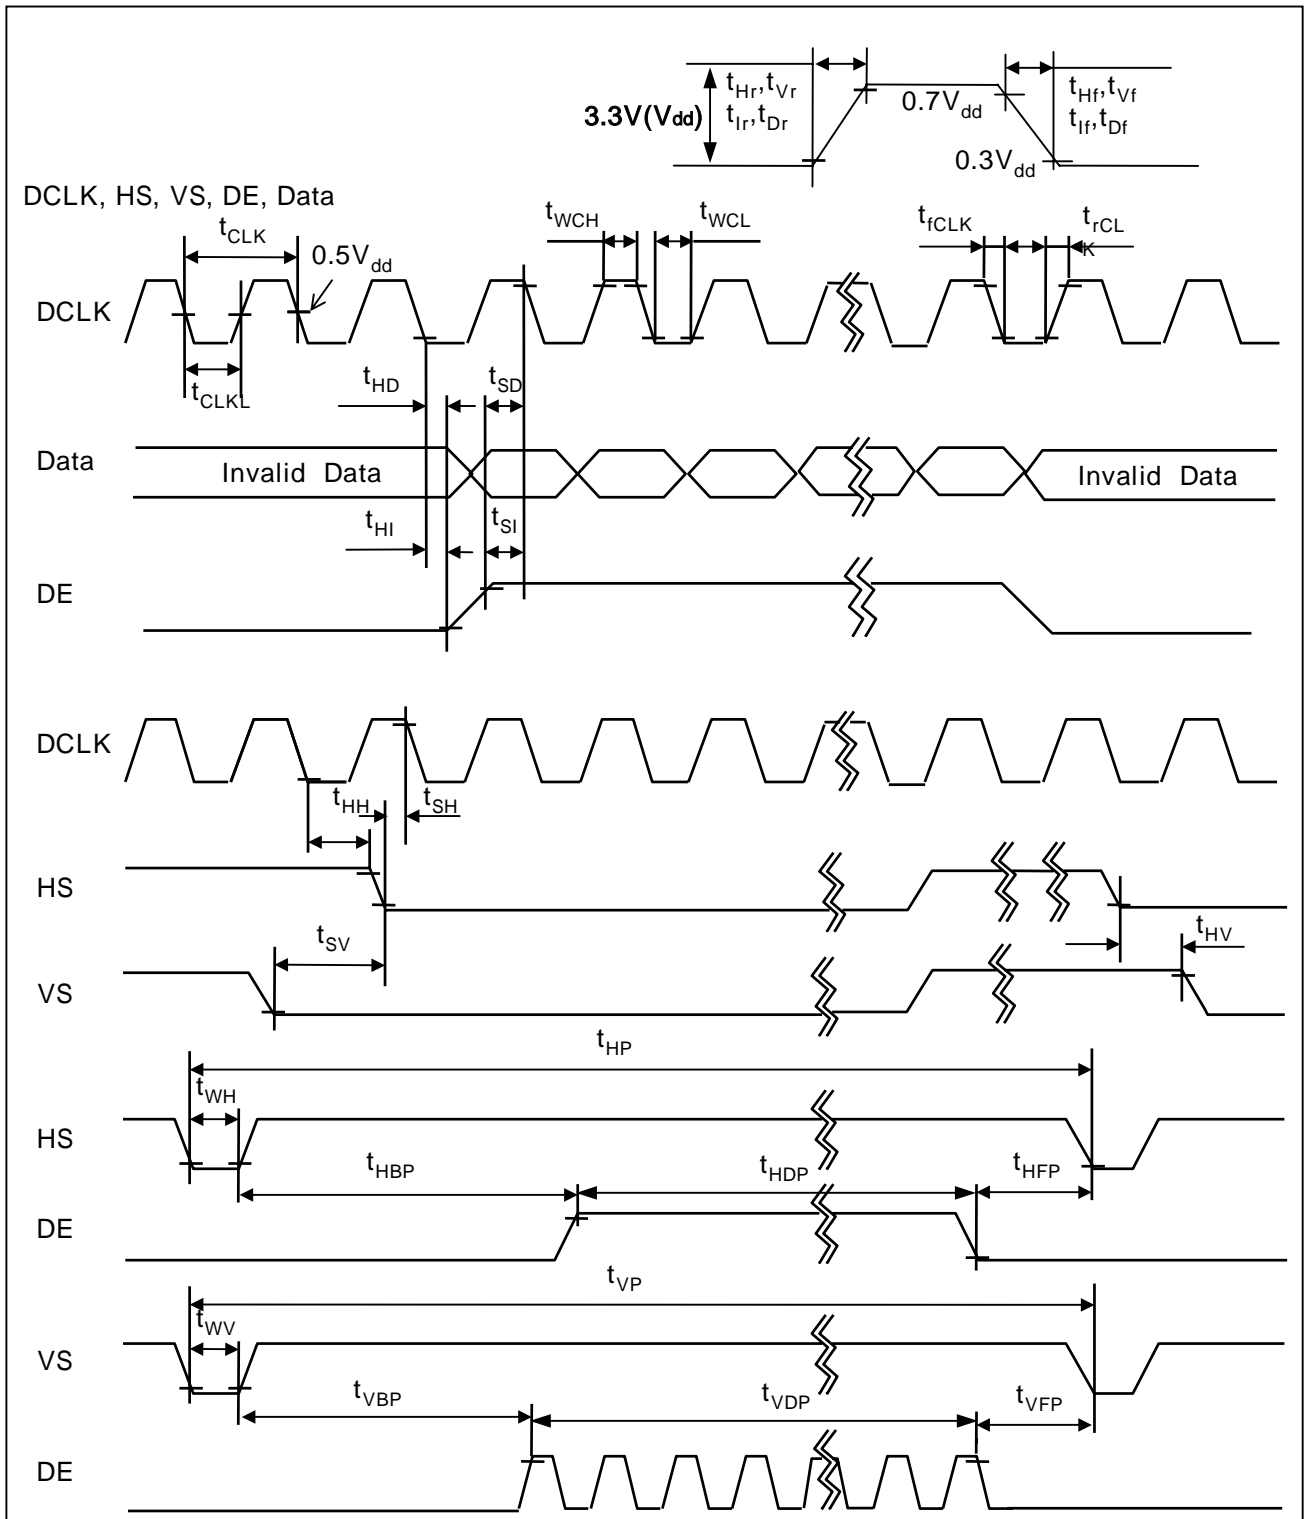 tHr,tVr
tIr,tDr
3.3V(Vdd)
0.7Vdd
0.3Vdd
tHf,tVf
tIf,tDf
DCLK, HS, VS, DE, Data
tCLK
0.5Vdd
tWCH
tWCL
tfCLK
trCL
K
DCLK
tCLKL
tHD
tSD
Data
Invalid Data
Invalid Data
tHI
tSI
DE
DCLK
tHH
tSH
HS
tSV
tHV
VS
tHP
tWH
HS
tHBP
tHDP
tHFP
DE
tVP
tWV
VS
tVBP
tVDP
tVFP
DE